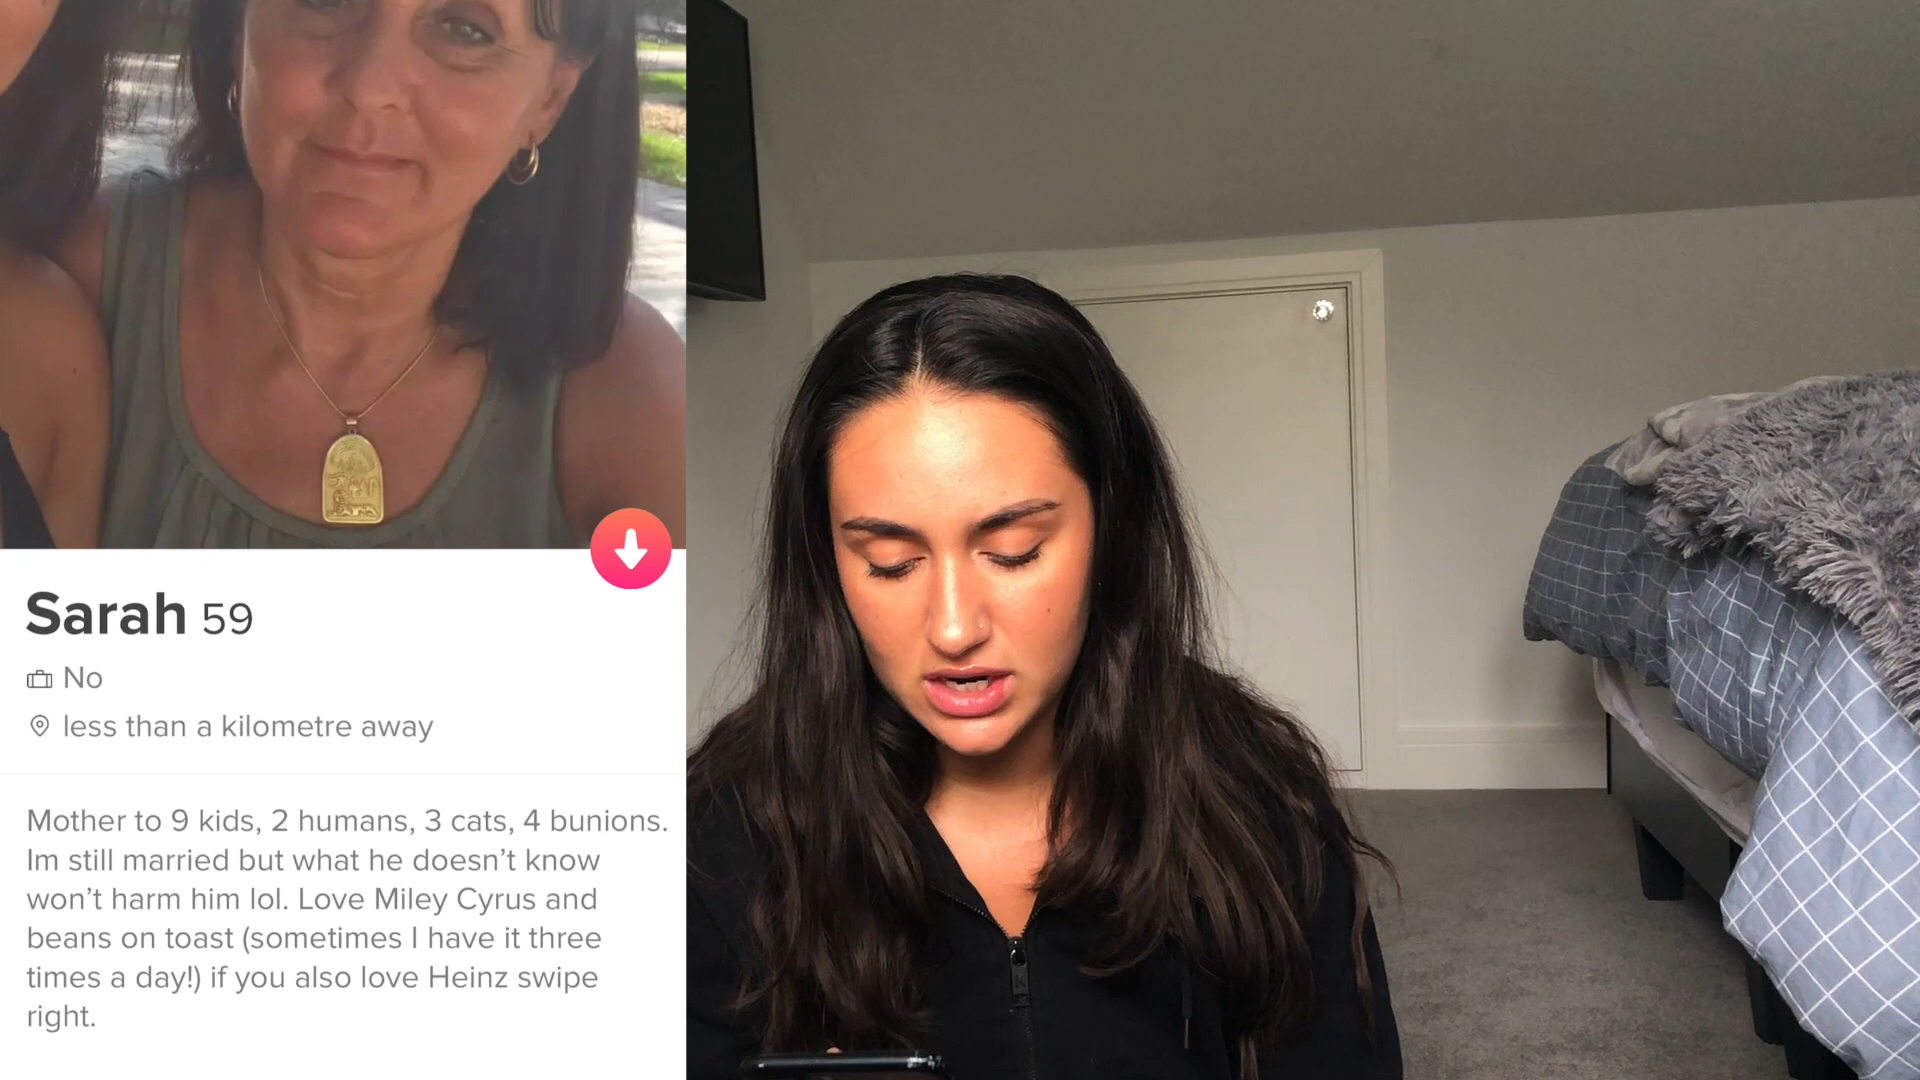 Sarah 59
No
less than a kilometre away
Mother to 9 kids, 2 humans, 3 cats, 4 bunions.
Im still married but what he doesn't know
won't harm him lol. Love Miley Cyrus and
beans on toast (sometimes I have it three
times a day!) if you also love Heinz swipe
right.